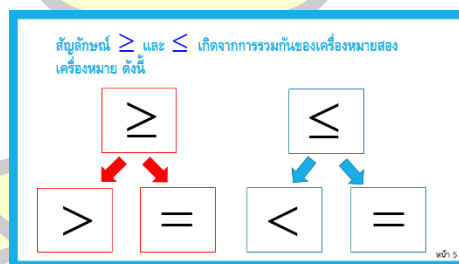 สัญลักษณ์ ≥ และ ≤ เกิดจากการรวมกันของเครื่องหมายสอง
เครื่องหมาย ดังนี้
≥ ≤
> = < =
หน้า 5